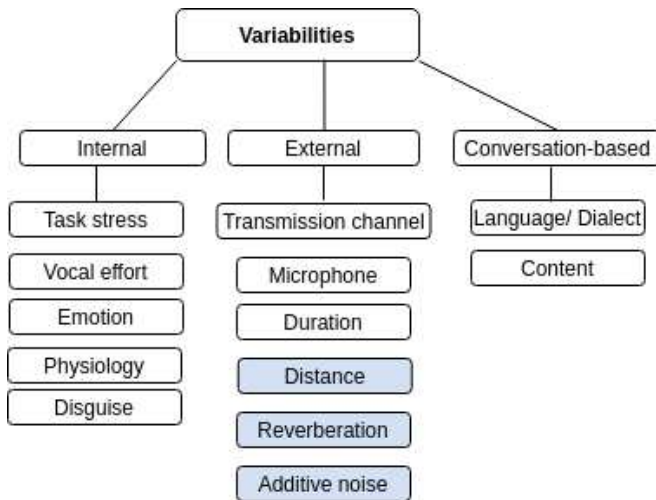 Variabilities
Internal
External
Conversation-based
Task stress
Transmission channel
Language/ Dialect
Vocal effort
Microphone
Content
Emotion
Duration
Physiology
Distance
Disguise
Reverberation
Additive noise